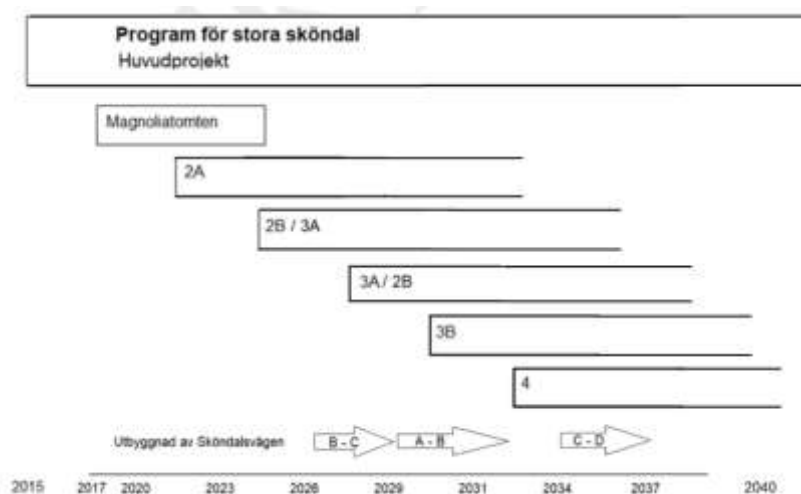 Program för stora sköndal
Huvudprojekt
Magnoliatomten
2A
2B / 3A
3A / 2B
3B
4
Utbyggnad av Sköndalsvägen B - C A - B C - D
2015 2017 2020 2023 2026 2029 2031 2034 2037 2040